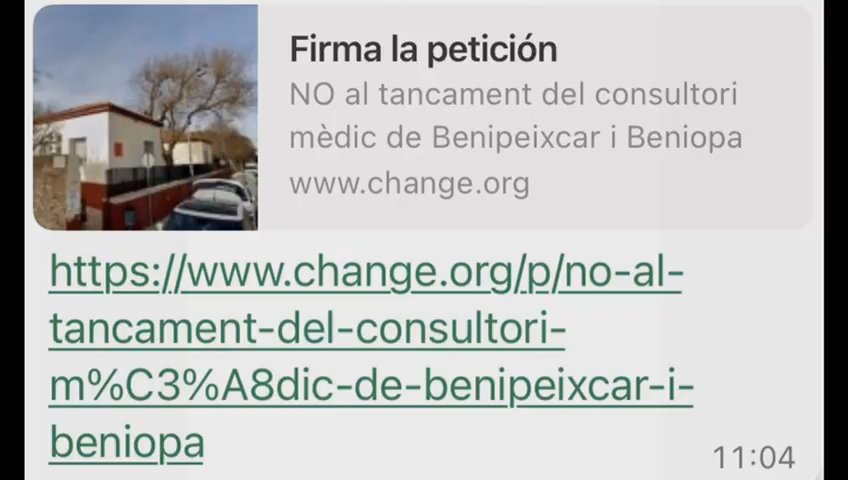 Firma la petición
NO al tancament del consultori
mèdic de Benipeixcar i Beniopa
www.change.org
https://www.change.org/p/no-al-
tancament-del-consultori-
m%C3%A8dic-de-benipeixcar-i-
beniopa
11:04